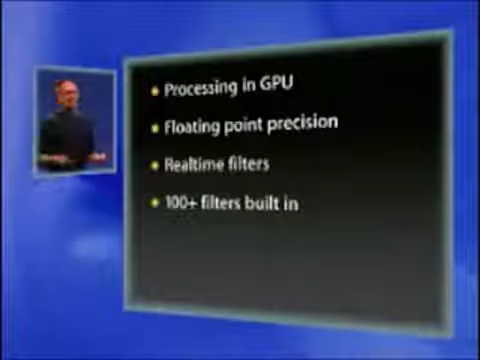 Processing in GPU
Floating point precision
Realtime filters
100+ filters built in